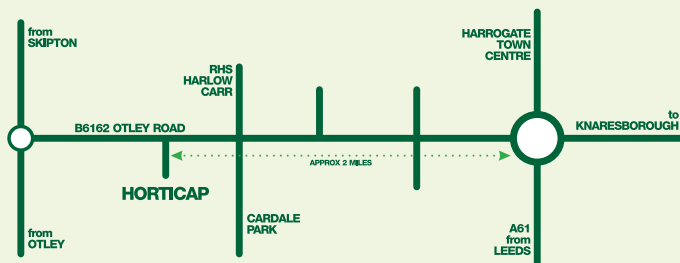 from
SKIPTON
HARROGATE
TOWN
CENTRE
RHS
HARLOW
CARR
to
KNARESBOROUGH
B6162 OTLEY ROAD
APPROX 2 MILES
HORTICAP
CARDALE
PARK
from
OTLEY
A61
from
LEEDS